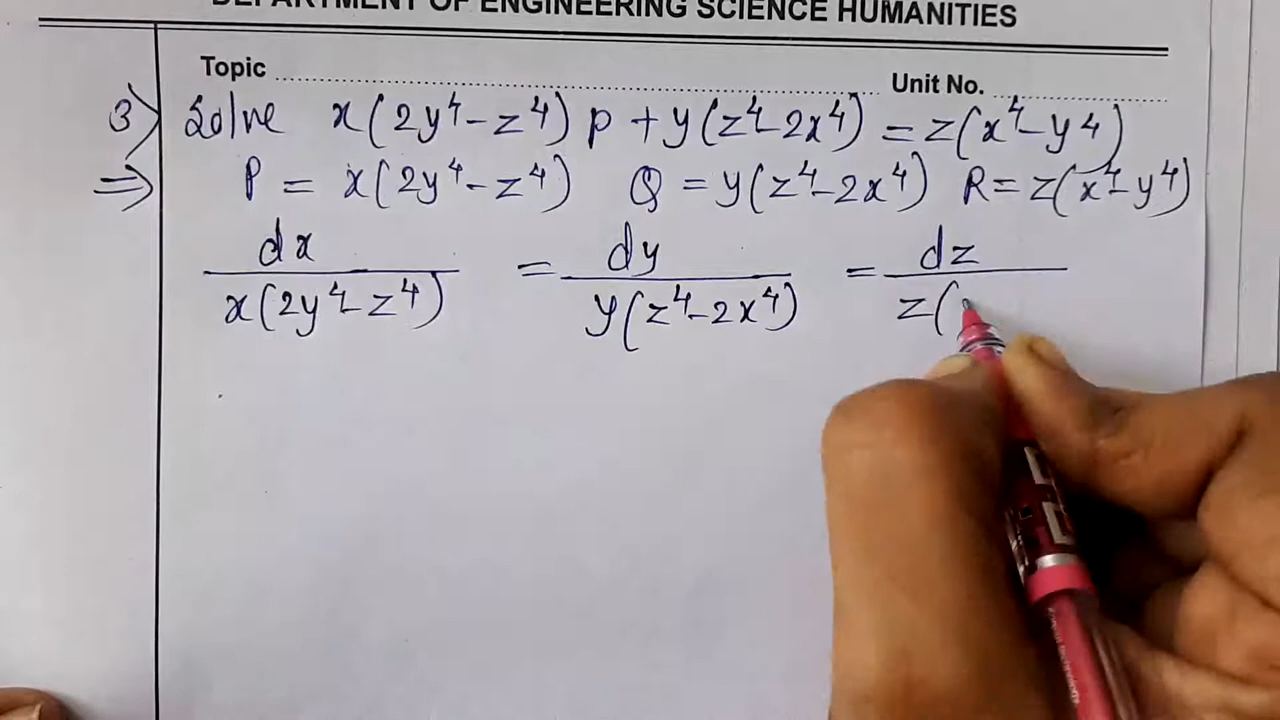 DEPARTMENT OF ENGINEERING SCIENCE HUMANITIES
Topic Unit No.
3) Solve x(2y⁴-z⁴)p + y(z⁴-2x⁴) = z(x⁴-y⁴)
⇒ P = x(2y⁴-z⁴) Q = y(z⁴-2x⁴) R = z(x⁴-y⁴)
dx / x(2y⁴-z⁴) = dy / y(z⁴-2x⁴) = dz / z(